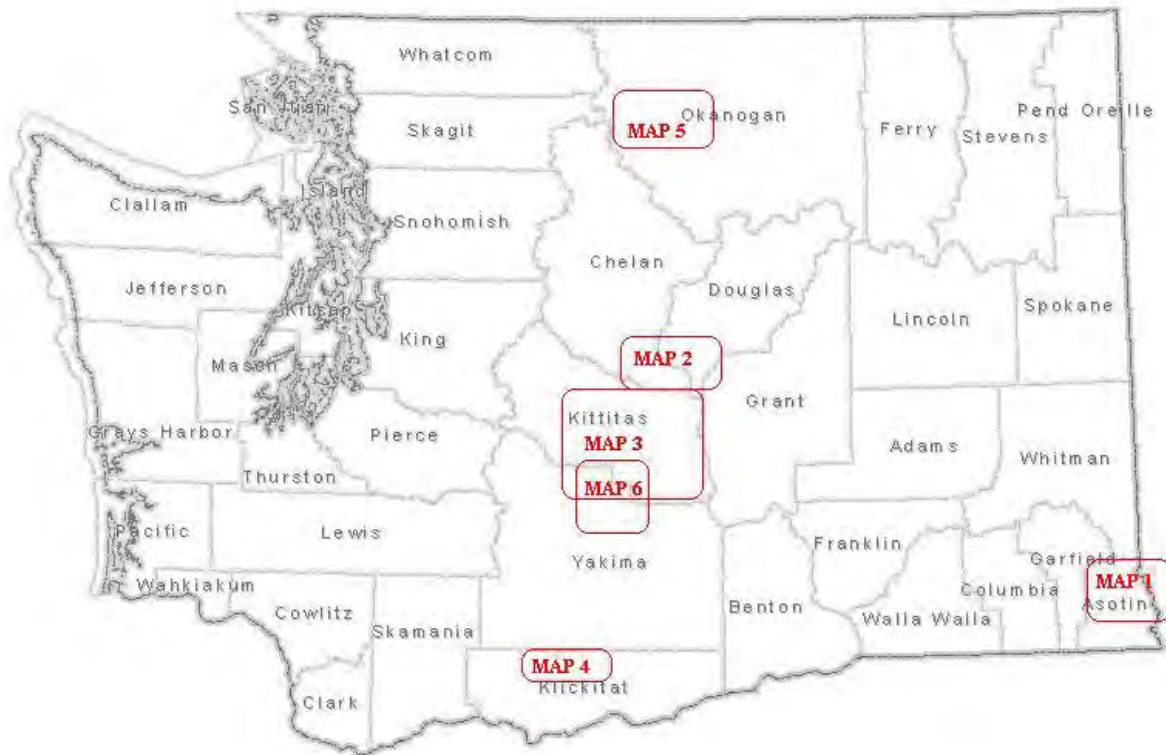 Whatcom
San Juan
Skagit
Okanogan
MAP 5
Ferry
Stevens
Pend Oreille
Island
Clallam
Snohomish
Chelan
Douglas
Jefferson
Kitsap
King
Lincoln
Spokane
Mason
MAP 2
Grant
Kittitas
MAP 3
Grays Harbor
Pierce
Adams
Whitman
Thurston
MAP 6
Pacific
Lewis
Yakima
Franklin
Garfield
MAP 1
Wahkiakum
Cowlitz
Skamania
Benton
Walla Walla
Columbia
Asotin
MAP 4
Klickitat
Clark